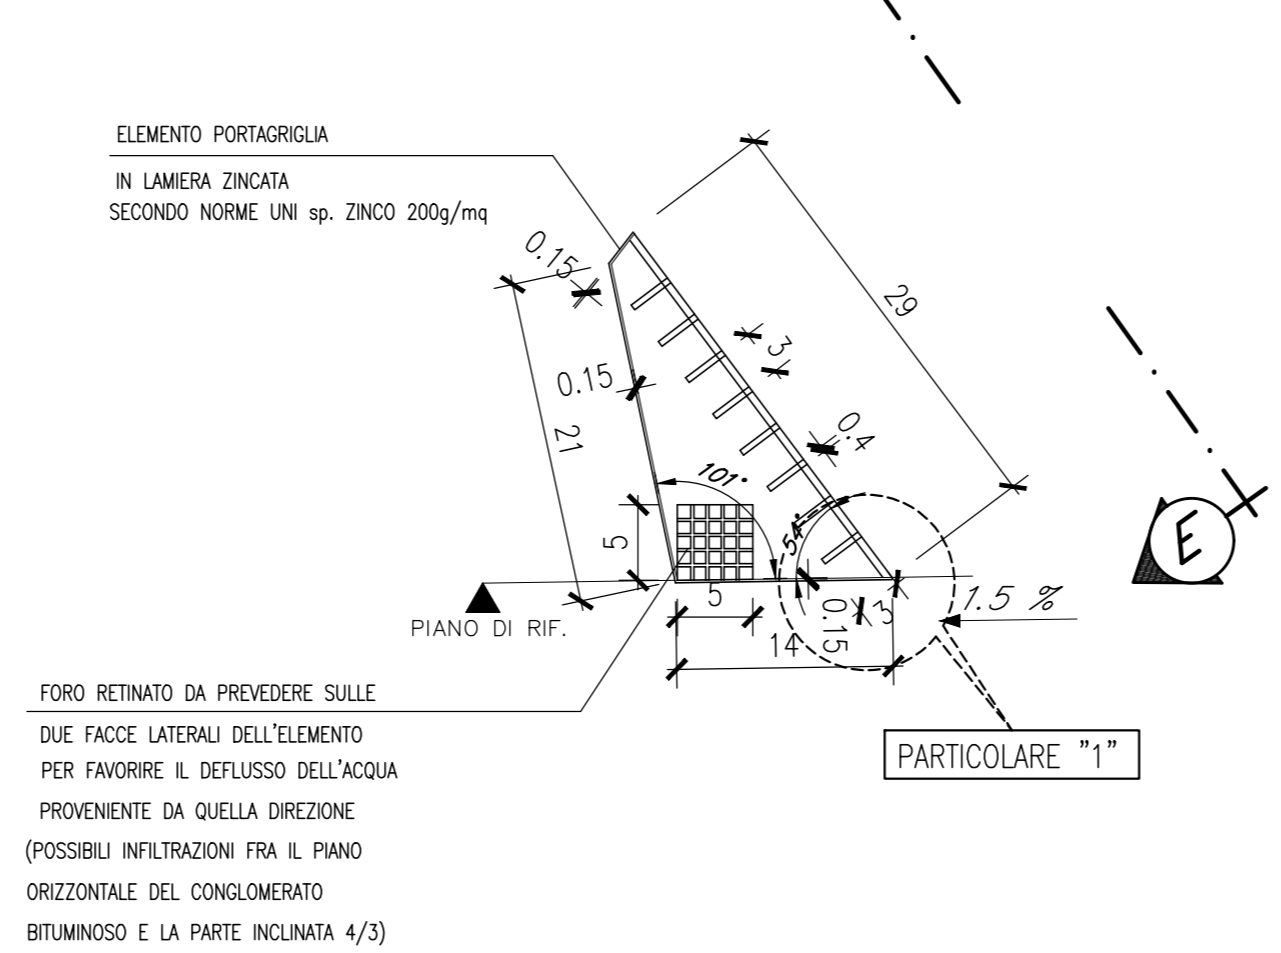 ELEMENTO PORTAGRIGLIA
IN LAMIERA ZINCATA
SECONDO NORME UNI sp. ZINCO 200g/mq
0.15
29
3
0.15
21
0.4
101°
54°
5
5
0.15
3
14
1.5 %
E
PIANO DI RIF.
PARTICOLARE "1"
FORO RETINATO DA PREVEDERE SULLE
DUE FACCE LATERALI DELL'ELEMENTO
PER FAVORIRE IL DEFLUSSO DELL'ACQUA
PROVENIENTE DA QUELLA DIREZIONE
(POSSIBILI INFILTRAZIONI FRA IL PIANO
ORIZZONTALE DEL CONGLOMERATO
BITUMINOSO E LA PARTE INCLINATA 4/3)